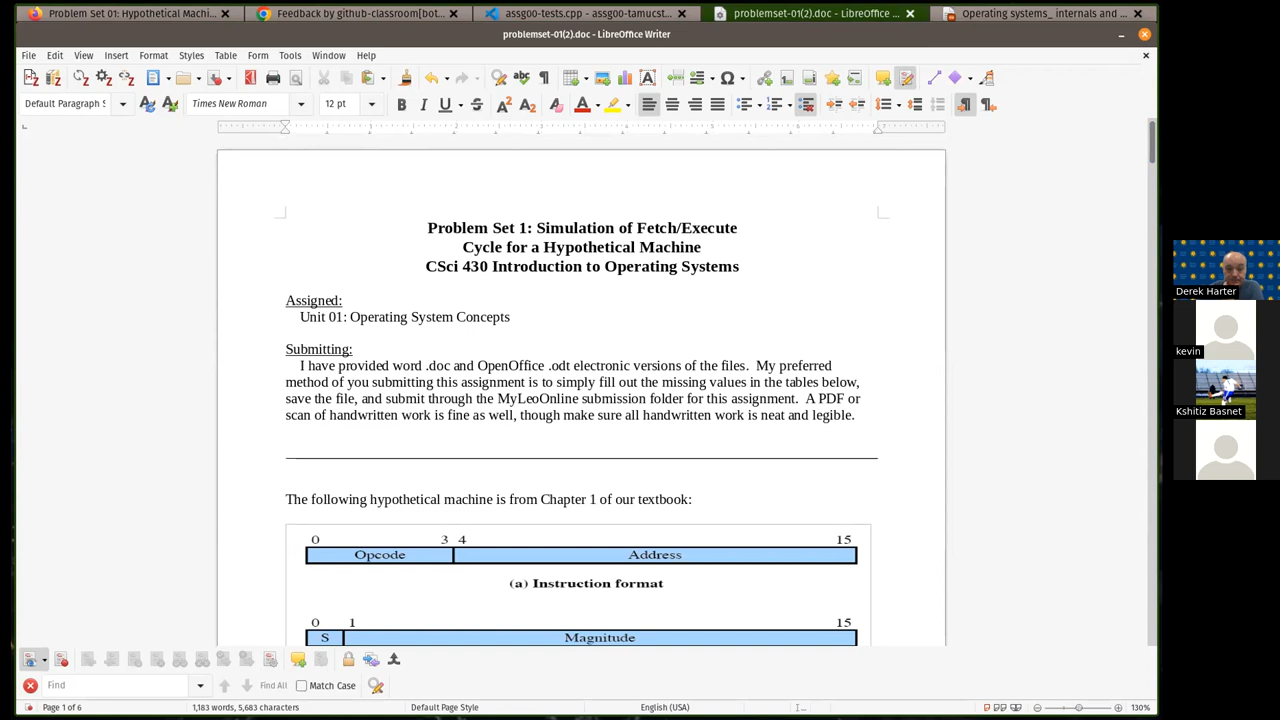 Problem Set 01: Hypothetical Machi...
Feedback by github-classroom[bot...
assg00-tests.cpp - assg00-tamucst...
problemset-01(2).doc - LibreOffice ...
Operating systems_ internals and ...
problemset-01(2).doc - LibreOffice Writer
File Edit View Insert Format Styles Table Form Tools Window Help
Default Paragraph S
Times New Roman
12 pt
Problem Set 1: Simulation of Fetch/Execute
Cycle for a Hypothetical Machine
CSci 430 Introduction to Operating Systems
Assigned:
Unit 01: Operating System Concepts
Submitting:
I have provided word .doc and OpenOffice .odt electronic versions of the files. My preferred
method of you submitting this assignment is to simply fill out the missing values in the tables below,
save the file, and submit through the MyLeoOnline submission folder for this assignment. A PDF or
scan of handwritten work is fine as well, though make sure all handwritten work is neat and legible.
The following hypothetical machine is from Chapter 1 of our textbook:
0 3 4 15
Opcode Address
(a) Instruction format
0 1 15
S Magnitude
Find
Find All
Match Case
Page 1 of 6
1,183 words, 5,683 characters
Default Page Style
English (USA)
130%
Derek Harter
kevin
Kshitiz Basnet